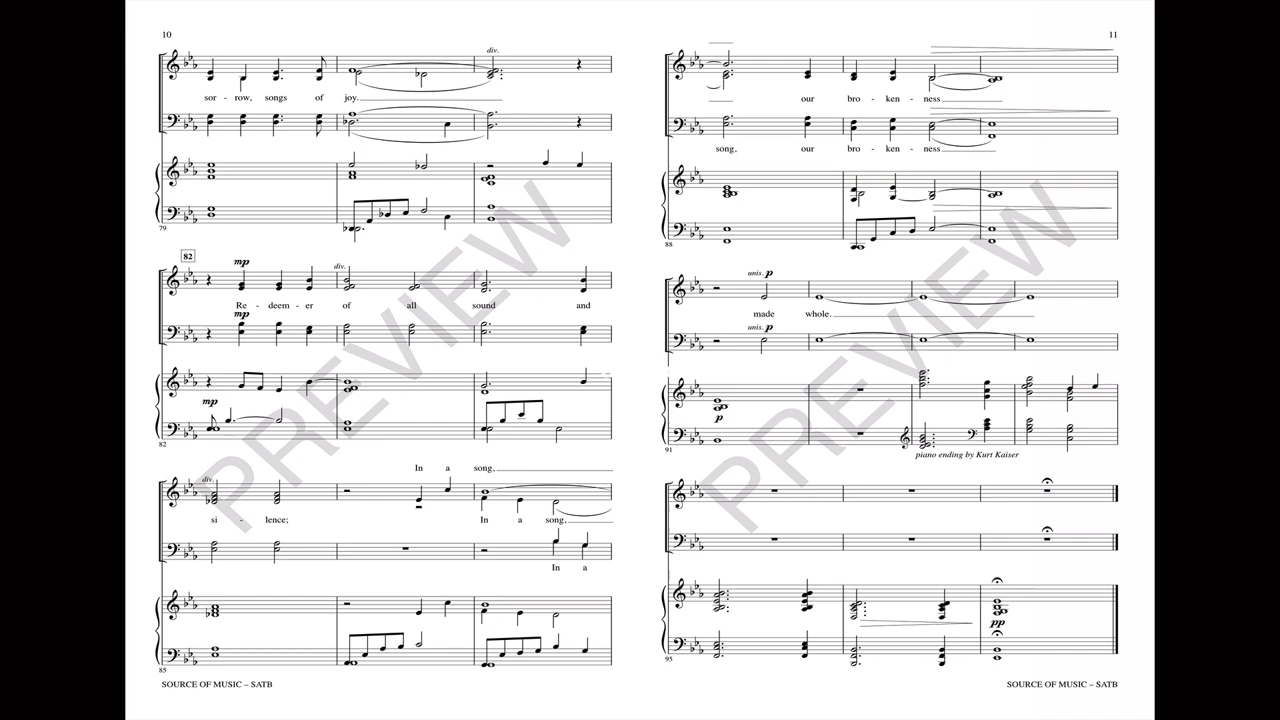 10
div.
sor - row, songs of joy.
79
82
mp
div.
Re - deem - er of all sound and
mp
mp
82
In a song,
div.
si - lence; In a song,
In a
85
SOURCE OF MUSIC – SATB
PREVIEW
11
our bro - ken - ness
song, our bro - ken - ness
88
unis. p
made whole.
unis. p
p
91
piano ending by Kurt Kaiser
pp
95
SOURCE OF MUSIC – SATB
PREVIEW